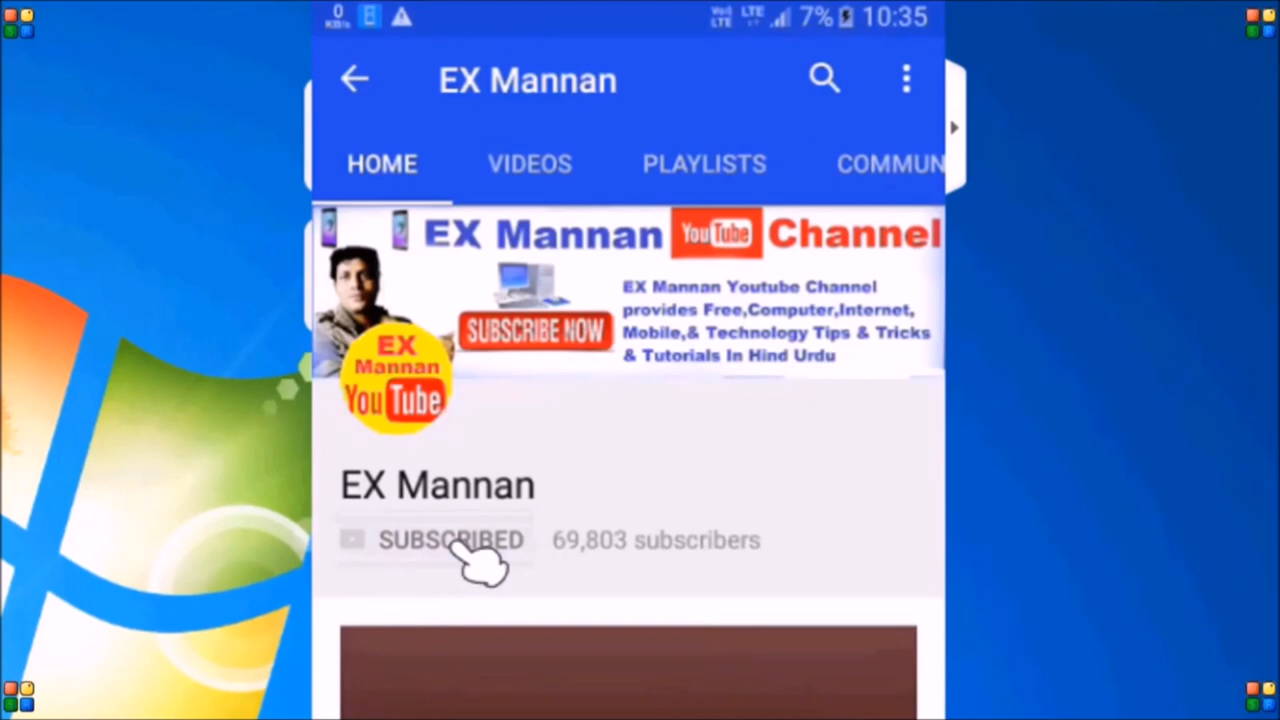 0 KB/s VoJ LTE LTE 7% 10:35
EX Mannan
HOME VIDEOS PLAYLISTS COMMUN
EX Mannan YouTube Channel
EX Mannan Youtube Channel
provides Free,Computer,Internet,
SUBSCRIBE NOW
Mobile,& Technology Tips & Tricks
& Tutorials In Hind Urdu
EX
Mannan
YouTube
EX Mannan
SUBSCRIBED 69,803 subscribers